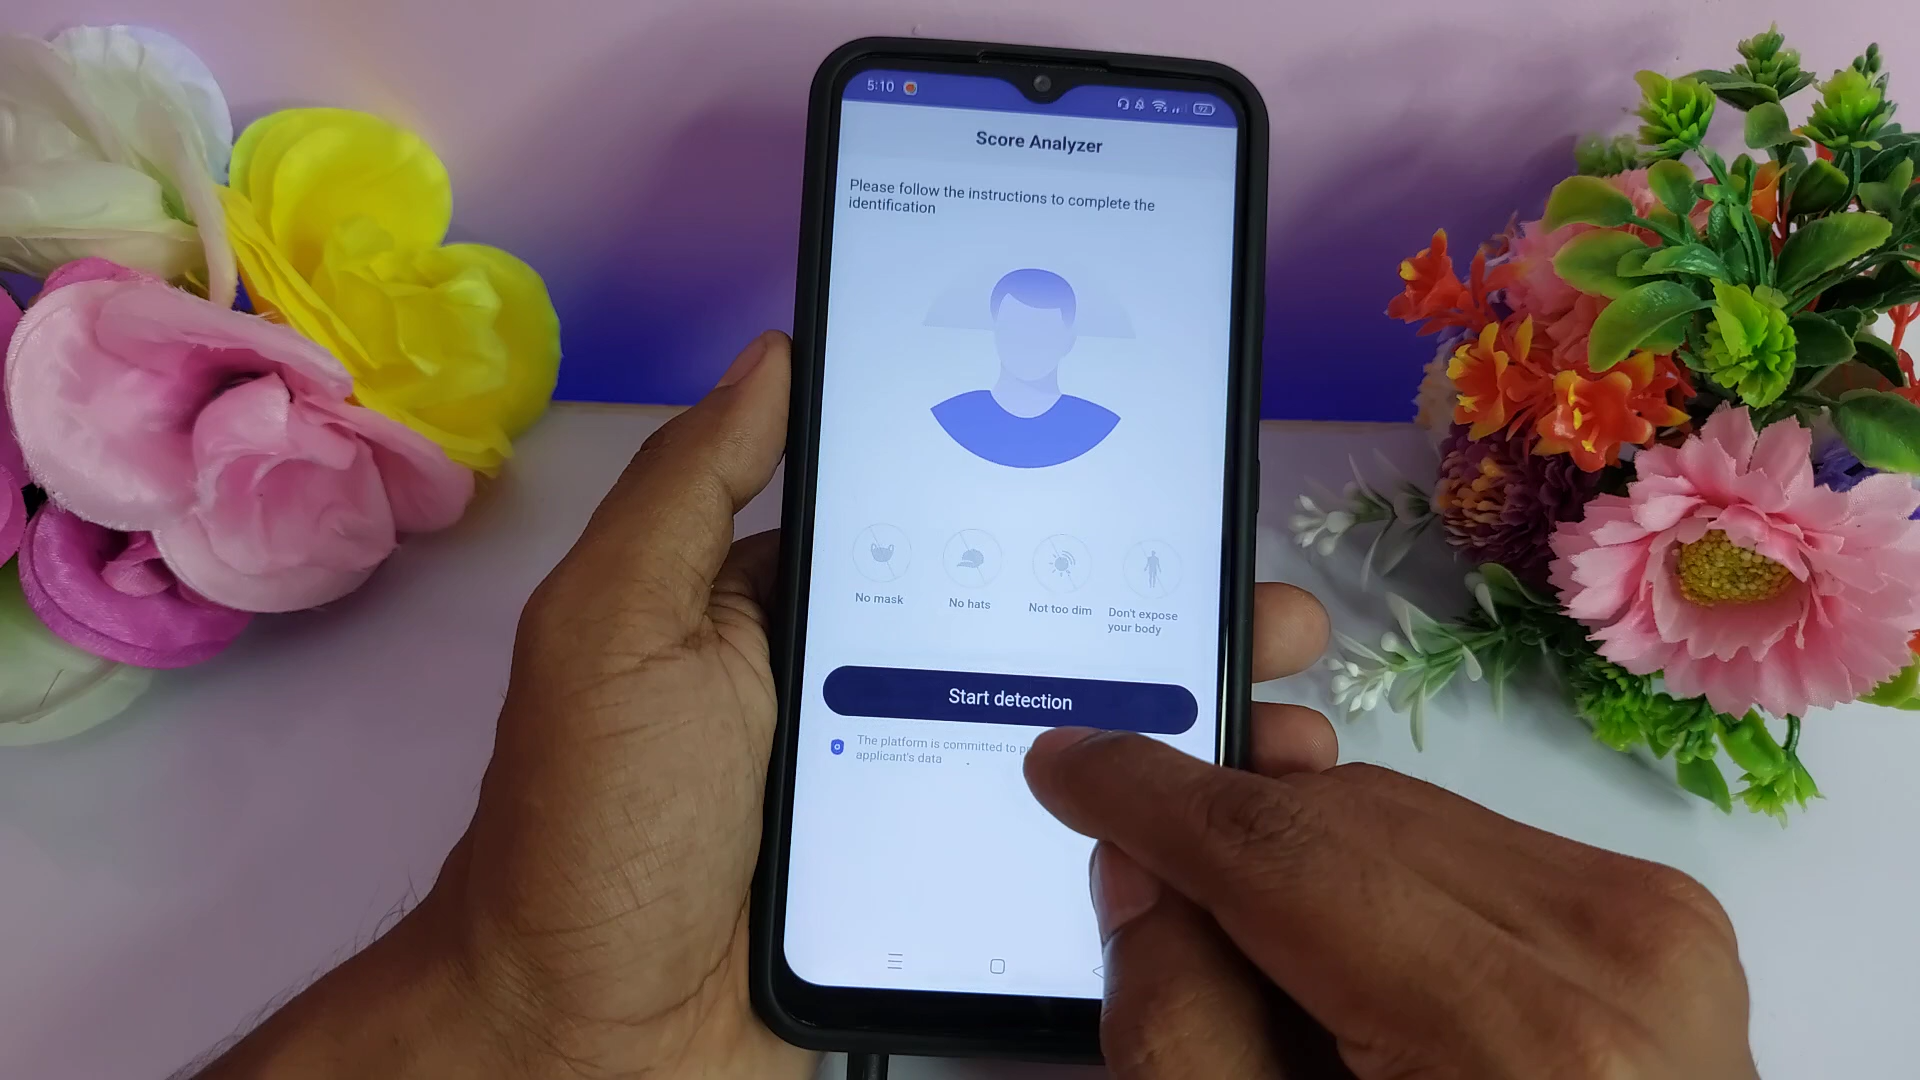 5:10
92
Score Analyzer
Please follow the instructions to complete the
identification
No mask
No hats
Not too dim
Don't expose
your body
Start detection
The platform is committed to
applicant's data